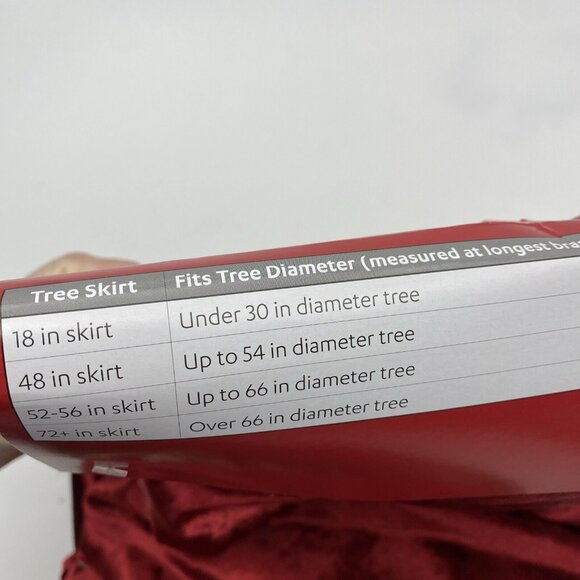 Tree Skirt Fits Tree Diameter (measured at longest
18 in skirt Under 30 in diameter tree
48 in skirt Up to 54 in diameter tree
52-56 in skirt Up to 66 in diameter tree
72+ in skirt Over 66 in diameter tree